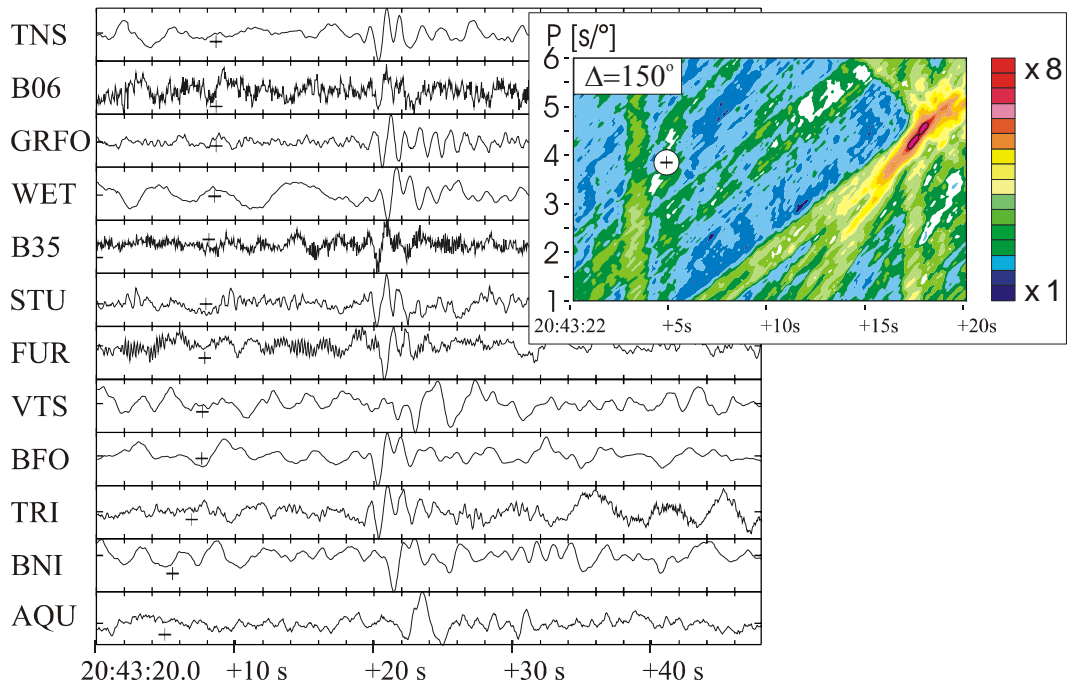 TNS
B06
GRFO
WET
B35
STU
FUR
VTS
BFO
TRI
BNI
AQU
20:43:20.0 +10 s +20 s +30 s +40 s
P [s/°]
Δ=150°
6
5
4
3
2
1
20:43:22 +5s +10s +15s +20s
x 8
x 1